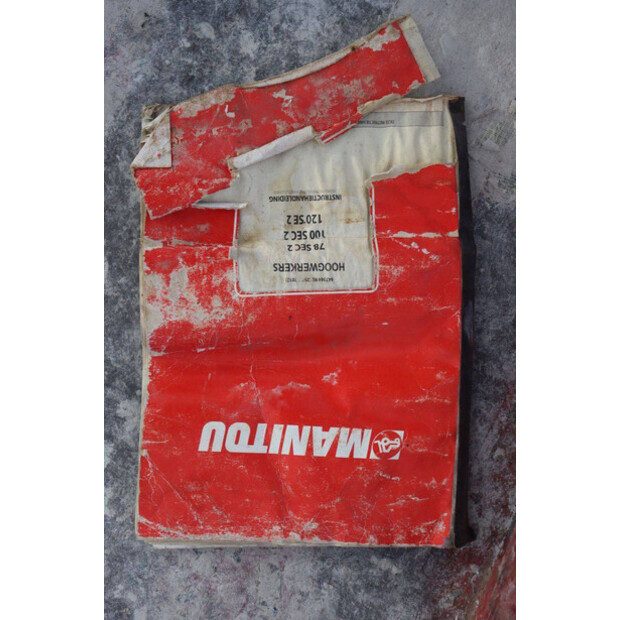 MANITOU
HOOGWERKERS
78 SEC 2
100 SEC 2
120 SE 2
INSTRUCTIEHANDLEIDING